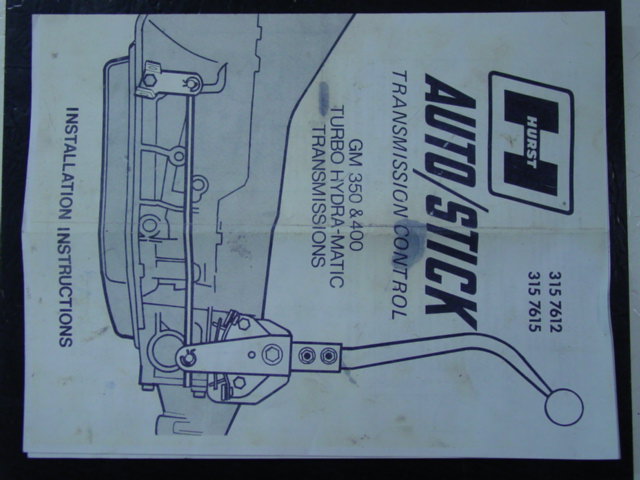 HURST
315 7612
315 7615
AUTO/STICK
TRANSMISSION CONTROL
GM 350 & 400
TURBO HYDRA-MATIC
TRANSMISSIONS
INSTALLATION INSTRUCTIONS